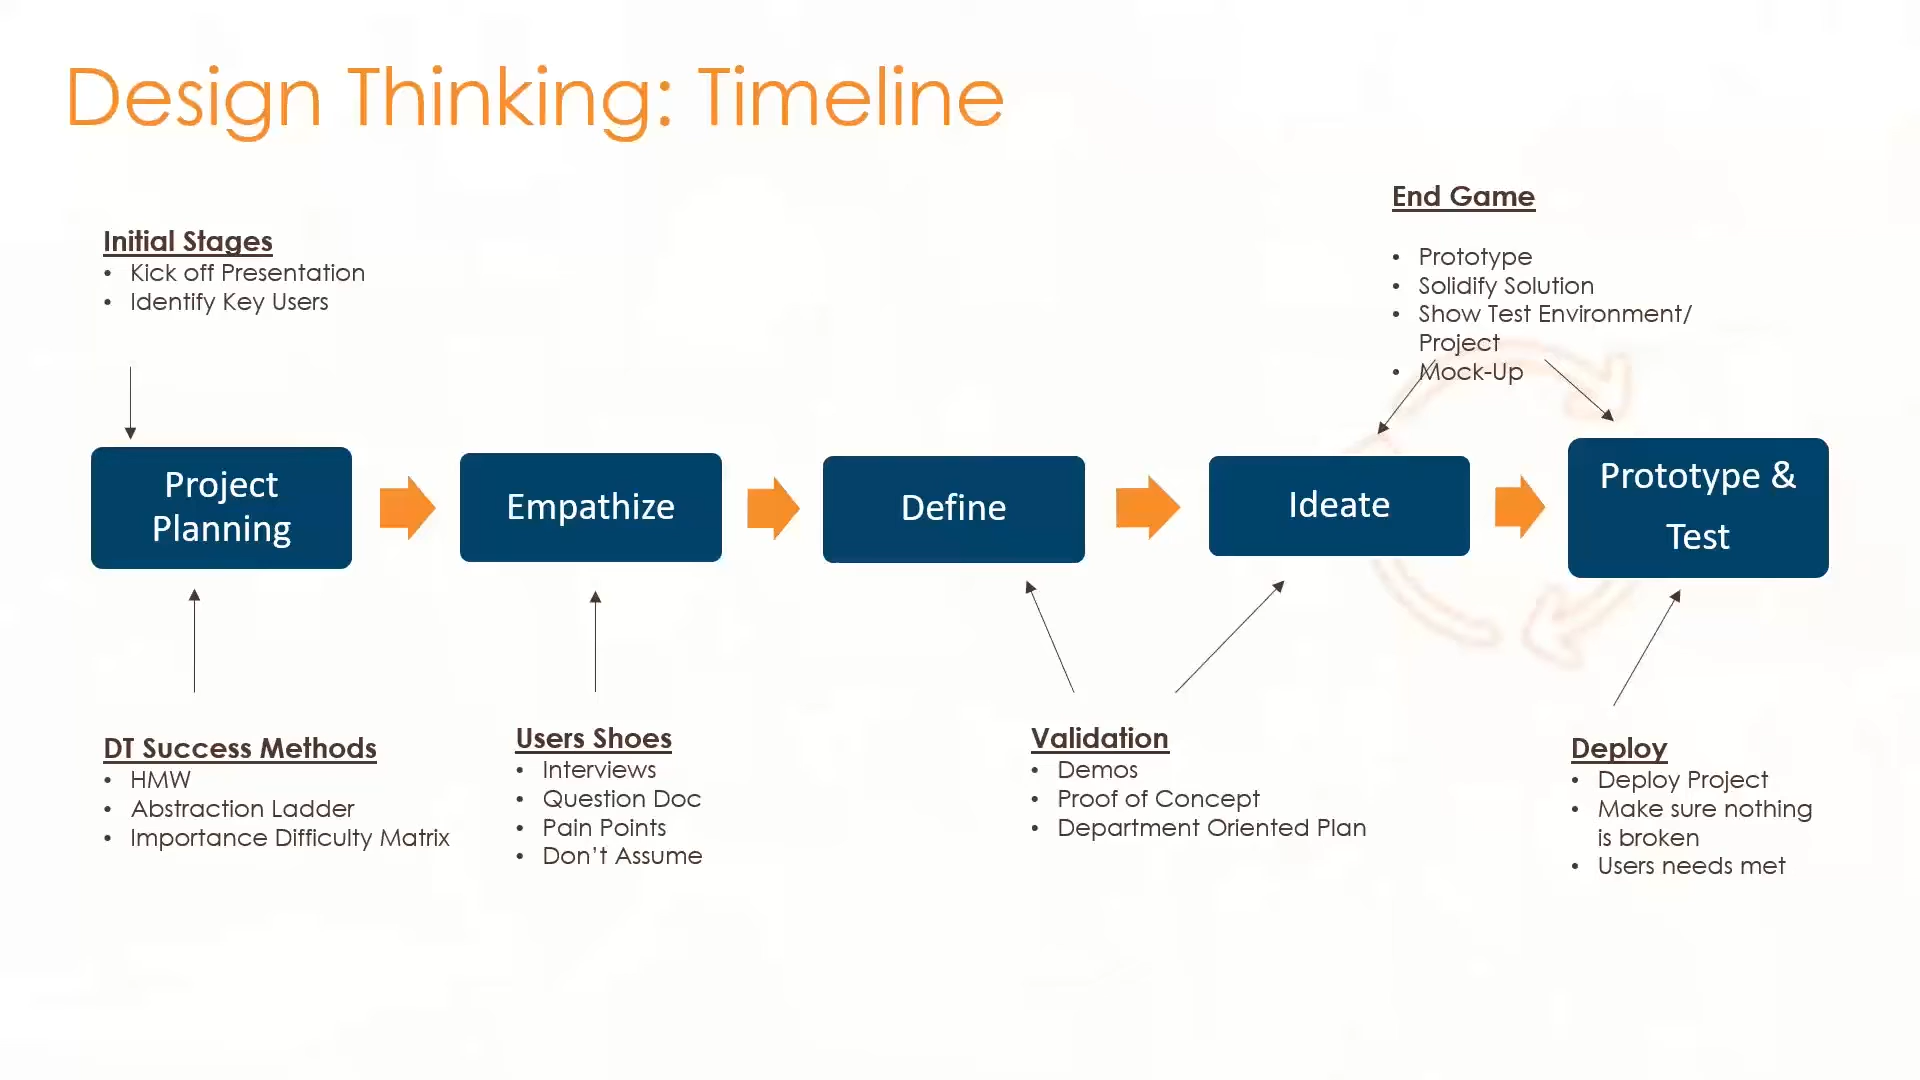 Design Thinking: Timeline
End Game
• Prototype
• Solidify Solution
• Show Test Environment/
Project
• Mock-Up
Initial Stages
• Kick off Presentation
• Identify Key Users
Project
Planning
Empathize
Define
Ideate
Prototype &
Test
DT Success Methods
• HMW
• Abstraction Ladder
• Importance Difficulty Matrix
Users Shoes
• Interviews
• Question Doc
• Pain Points
• Don’t Assume
Validation
• Demos
• Proof of Concept
• Department Oriented Plan
Deploy
• Deploy Project
• Make sure nothing
is broken
• Users needs met